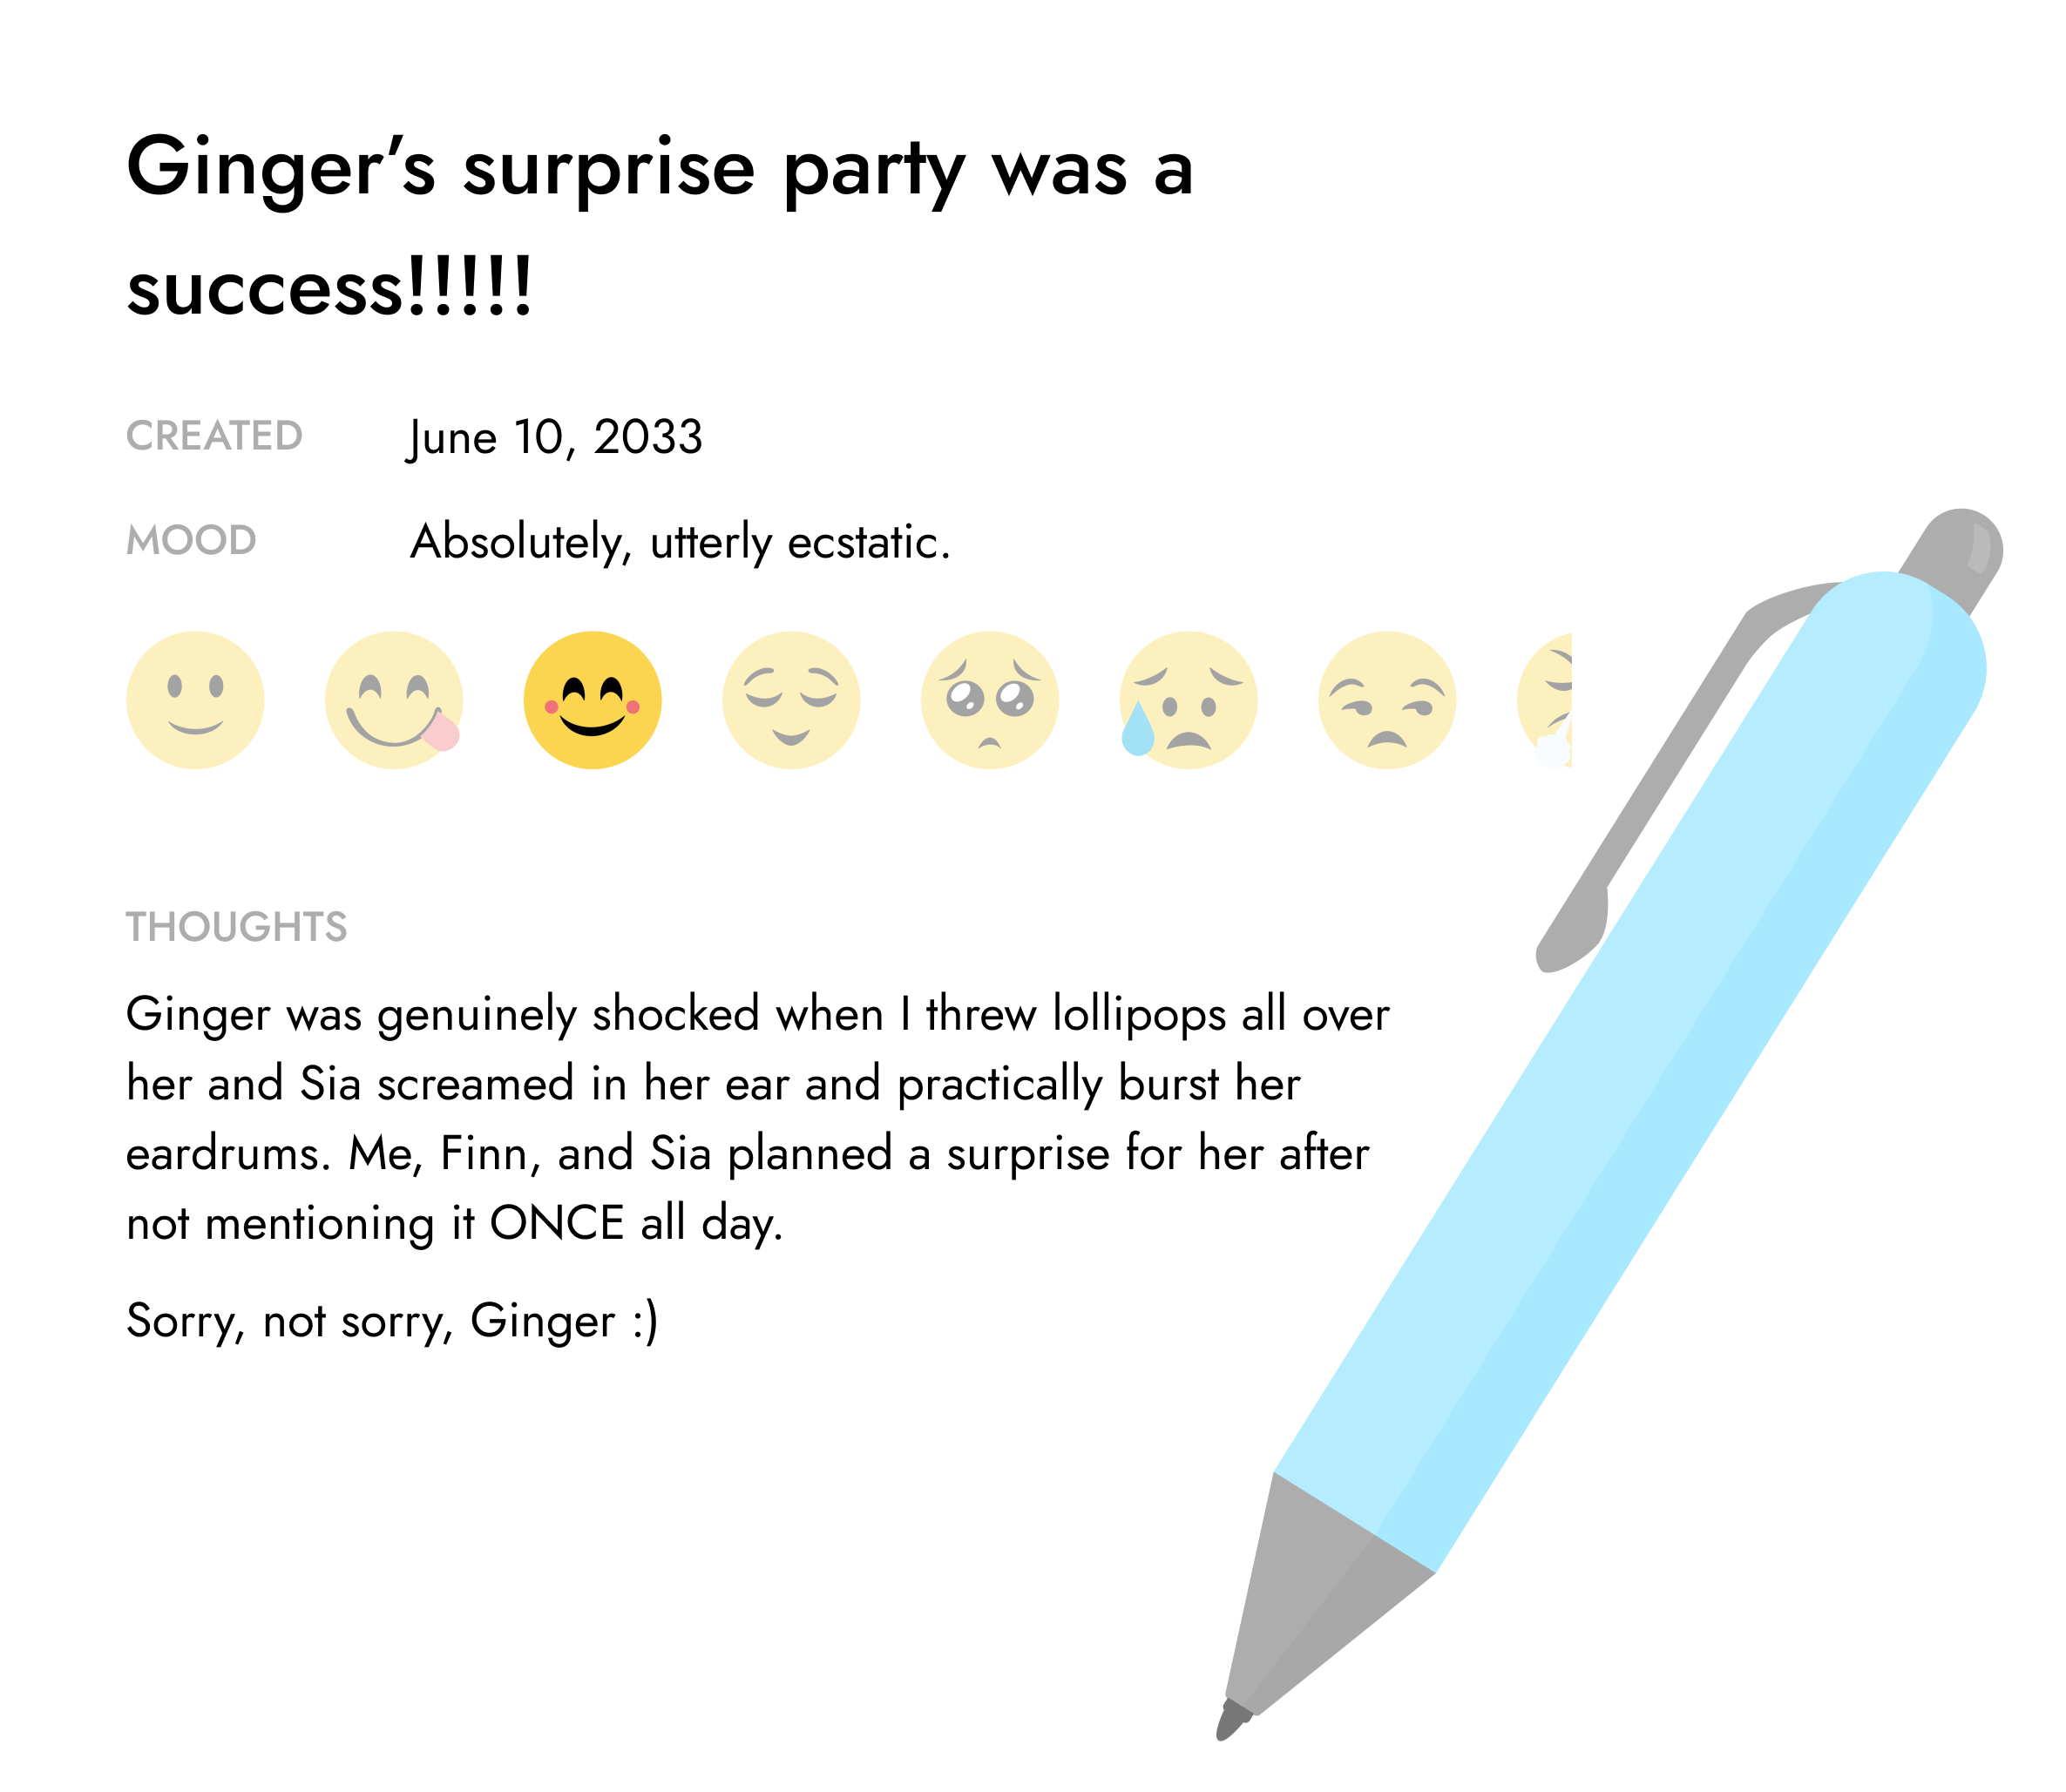 Ginger’s surprise party was a
success!!!!!
CREATED June 10, 2033
MOOD Absolutely, utterly ecstatic.
THOUGHTS
Ginger was genuinely shocked when I threw lollipops all over
her and Sia screamed in her ear and practically burst her
eardrums. Me, Finn, and Sia planned a surprise for her after
not mentioning it ONCE all day.
Sorry, not sorry, Ginger :)